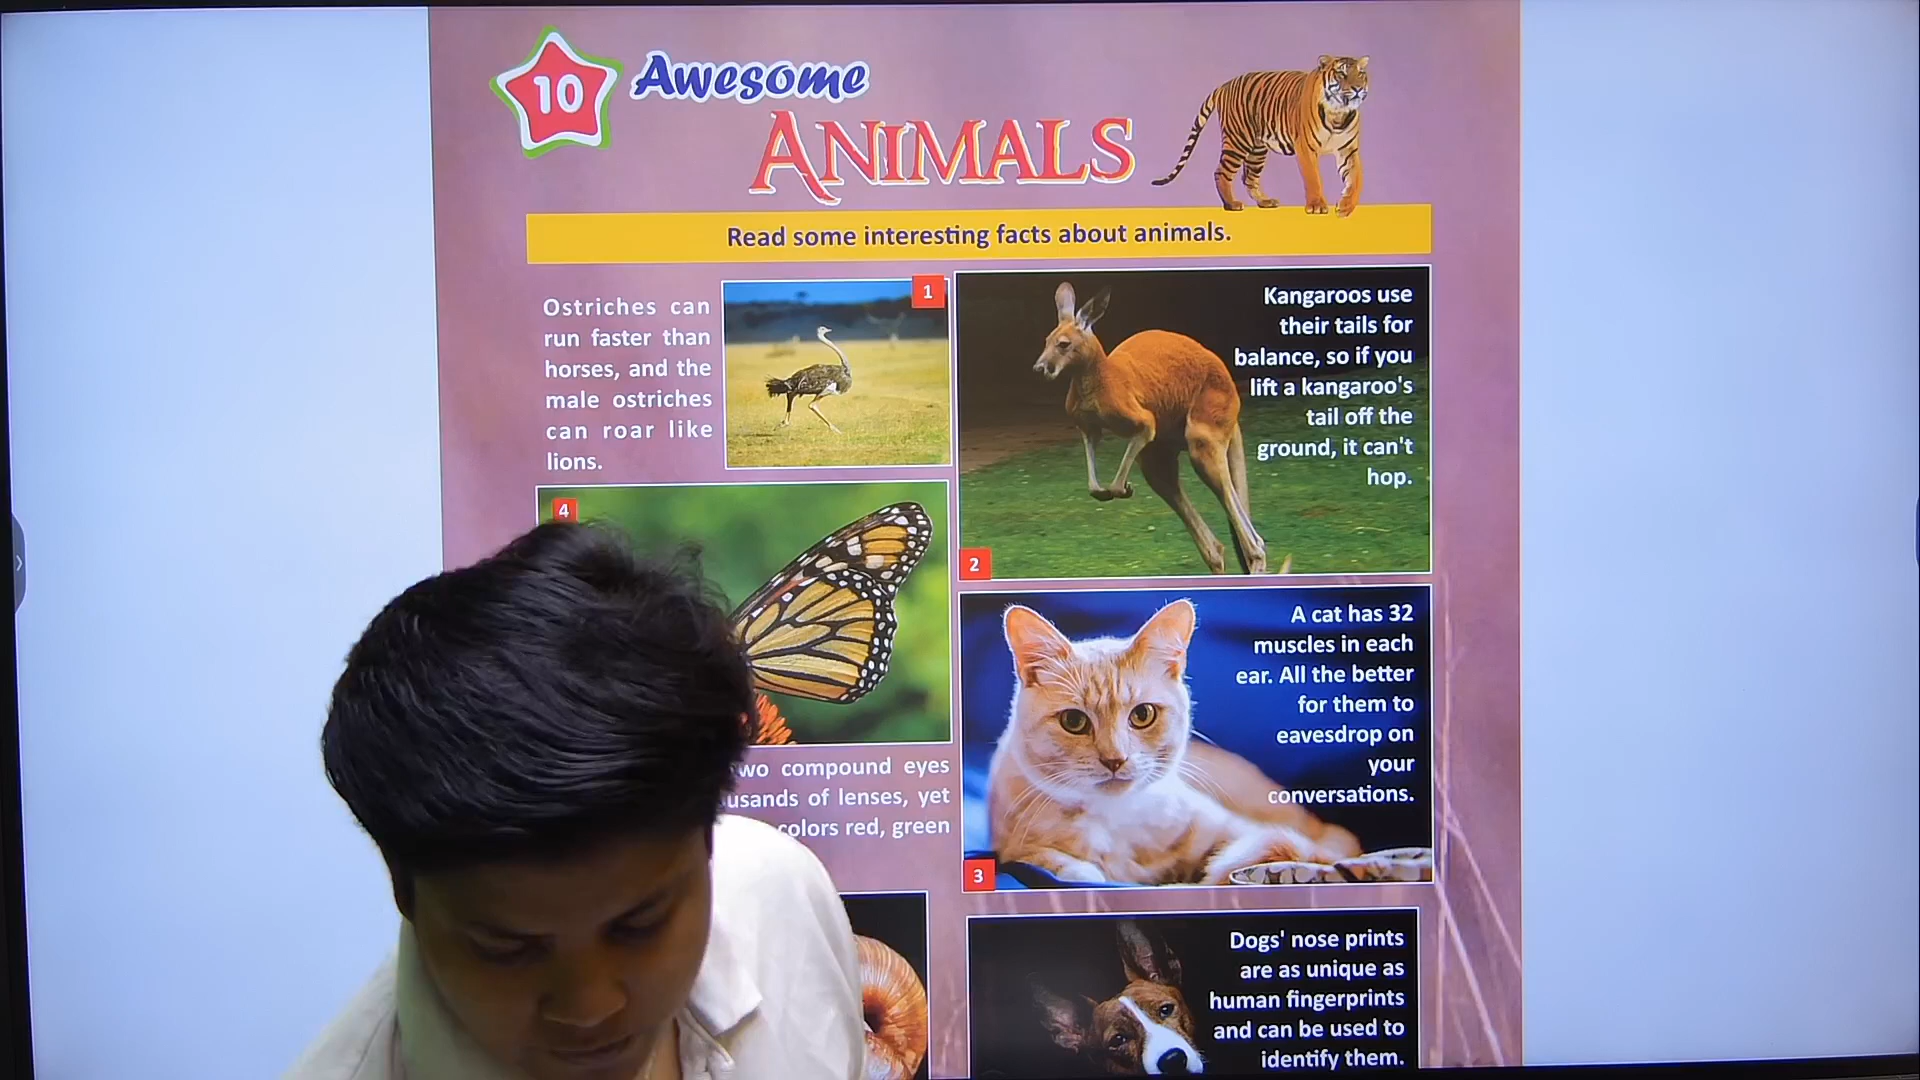 10
Awesome
ANIMALS
Read some interesting facts about animals.
1
Ostriches can
run faster than
horses, and the
male ostriches
can roar like
lions.
Kangaroos use
their tails for
balance, so if you
lift a kangaroo's
tail off the
ground, it can't
hop.
2
4
compound eyes
of lenses, yet
colors red, green
A cat has 32
muscles in each
ear. All the better
for them to
eavesdrop on
your
conversations.
3
Dogs' nose prints
are as unique as
human fingerprints
and can be used to
identify them.